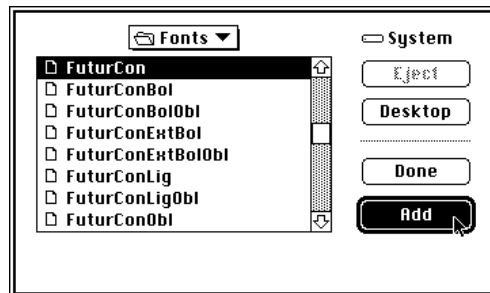 Fonts
System
FuturCon
FuturConBol
FuturConBolObl
FuturConExtBol
FuturConExtBolObl
FuturConLig
FuturConLigObl
FuturConObl
Eject
Desktop
Done
Add